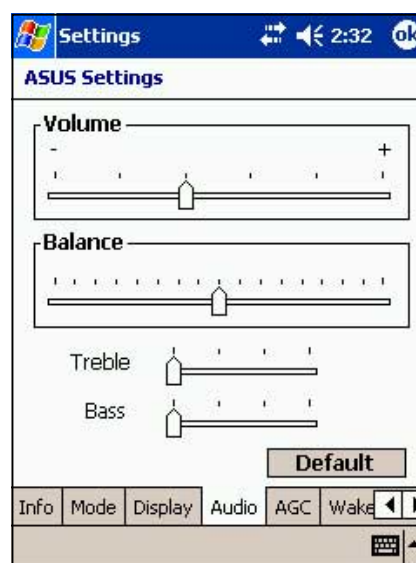 Settings 2:32 ok
ASUS Settings
Volume
- +
Balance
Treble
Bass
Default
Info Mode Display Audio AGC Wake